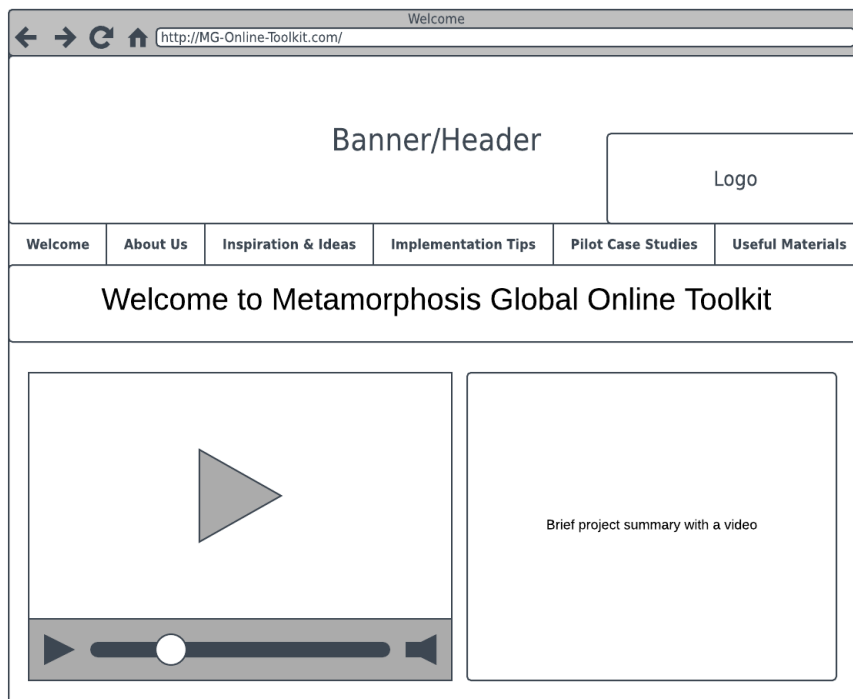 Welcome
http://MG-Online-Toolkit.com/
Banner/Header
Logo
Welcome About Us Inspiration & Ideas Implementation Tips Pilot Case Studies Useful Materials
Welcome to Metamorphosis Global Online Toolkit
Brief project summary with a video